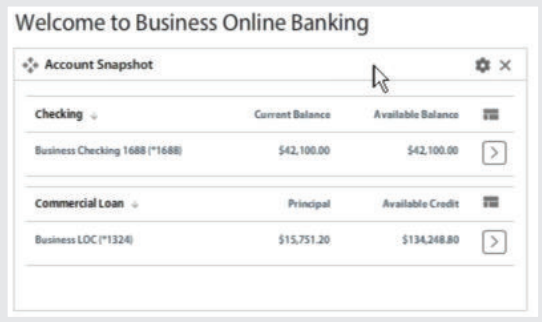 Welcome to Business Online Banking
Account Snapshot
Checking Current Balance Available Balance
Business Checking 1688 (*1688) $42,100.00 $42,100.00
Commercial Loan Principal Available Credit
Business LOC (*1324) $15,751.20 $134,248.80